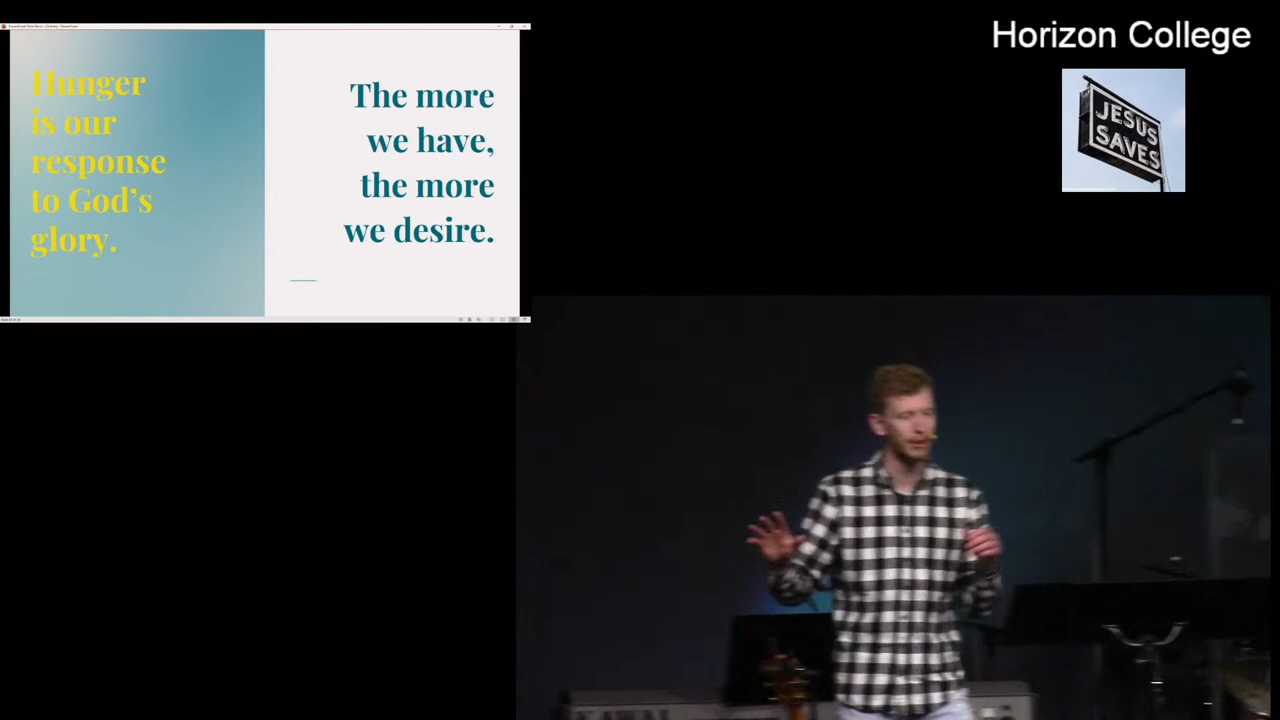 Hunger
is our
response
to God's
glory.
The more
we have,
the more
we desire.
Horizon College
JESUS
SAVES